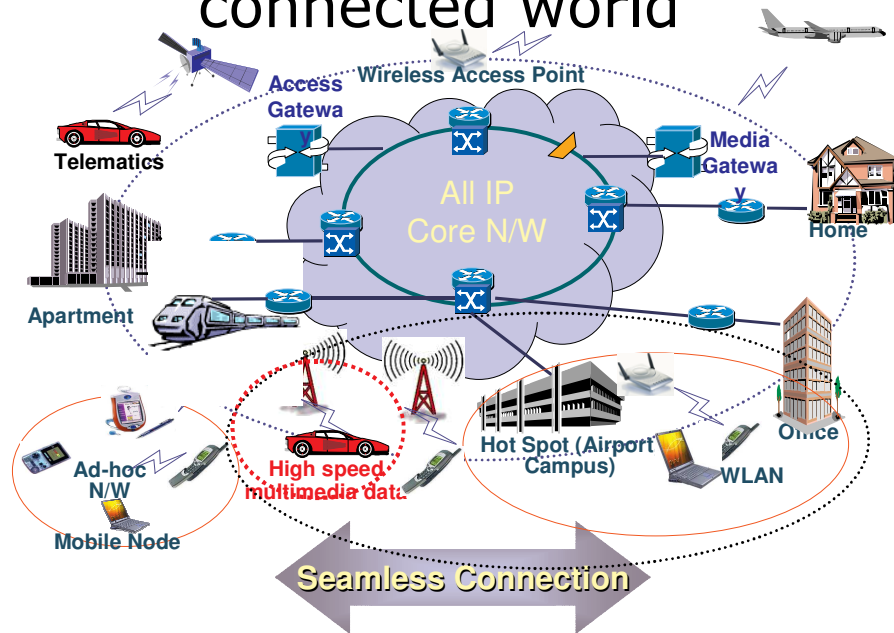 connected world
Wireless Access Point
Access
Gatewa
y
Telematics
Media
Gatewa
y
All IP
Core N/W
Home
Apartment
Hot Spot (Airport
Campus)
Office
WLAN
High speed
multimedia data
Ad-hoc
N/W
Mobile Node
Seamless Connection